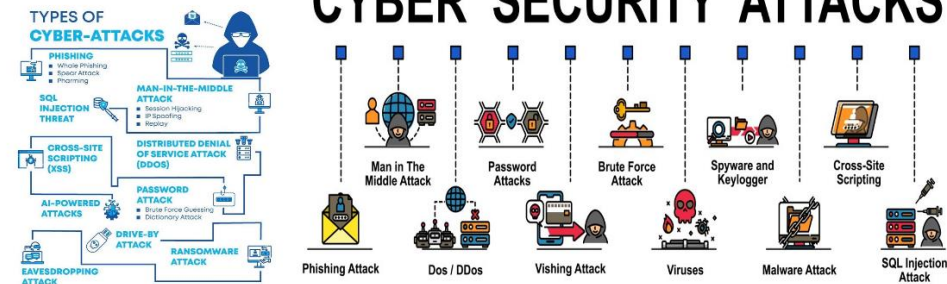 TYPES OF
CYBER-ATTACKS
PHISHING
Whale Phishing
Spear Attack
Pharming
MAN-IN-THE-MIDDLE
ATTACK
Session Hijacking
IP Spoofing
Replay
SQL
INJECTION
THREAT
CROSS-SITE
SCRIPTING
(XSS)
DISTRIBUTED DENIAL
OF SERVICE ATTACK
(DDOS)
PASSWORD
ATTACK
Brute Force Guessing
Dictionary Attack
AI-POWERED
ATTACKS
DRIVE-BY
ATTACK
RANSOMWARE
ATTACK
EAVESDROPPING
ATTACK
CYBER SECURITY ATTACKS
Man in The
Middle Attack
Password
Attacks
Brute Force
Attack
Spyware and
Keylogger
Cross-Site
Scripting
Phishing Attack
Dos / DDos
Vishing Attack
Viruses
Malware Attack
SQL Injection
Attack